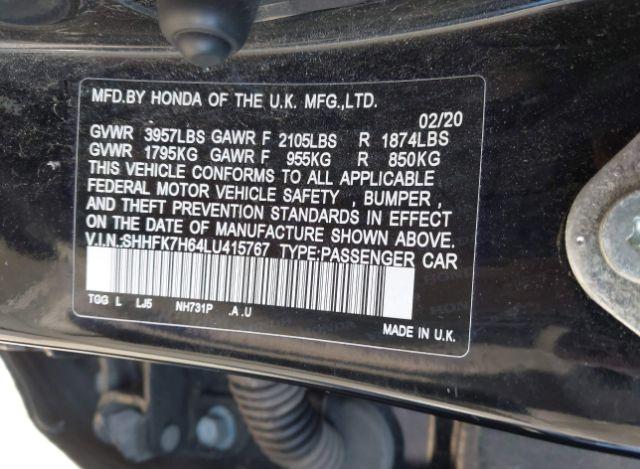 MFD.BY HONDA OF THE U.K. MFG.,LTD.
02/20
GVWR 3957LBS GAWR F 2105LBS R 1874LBS
GVWR 1795KG GAWR F 955KG R 850KG
THIS VEHICLE CONFORMS TO ALL APPLICABLE
FEDERAL MOTOR VEHICLE SAFETY , BUMPER ,
AND THEFT PREVENTION STANDARDS IN EFFECT
ON THE DATE OF MANUFACTURE SHOWN ABOVE.
V.I.N.:SHHFK7H64LU415767 TYPE:PASSENGER CAR
TGG L LJ5 NH731P .A.U
MADE IN U.K.